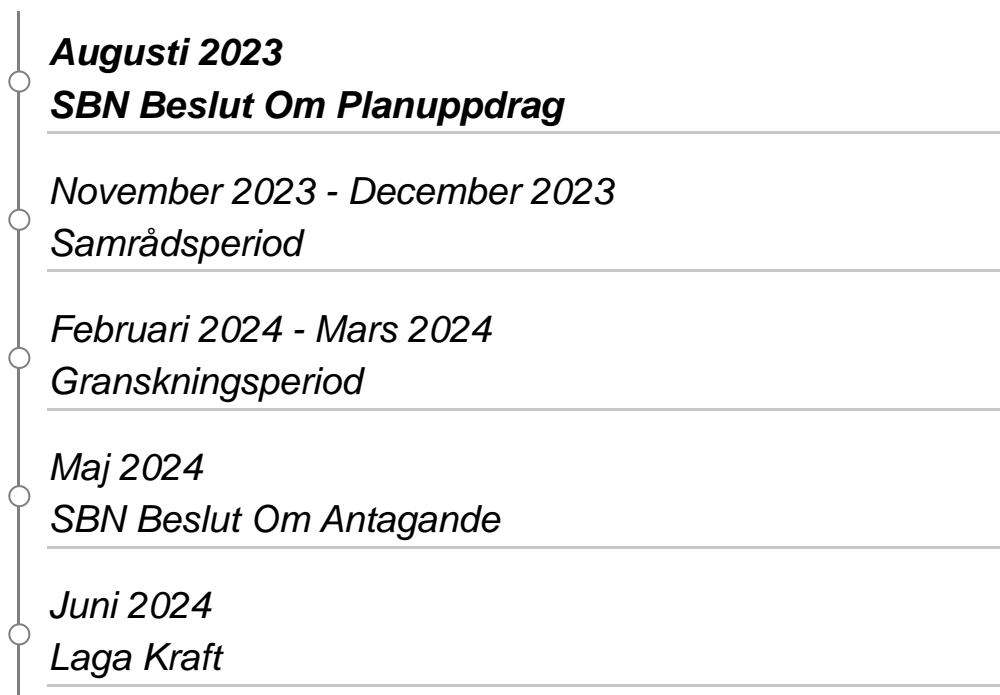 Augusti 2023
SBN Beslut Om Planuppdrag
November 2023 - December 2023
Samrådsperiod
Februari 2024 - Mars 2024
Granskningsperiod
Maj 2024
SBN Beslut Om Antagande
Juni 2024
Laga Kraft